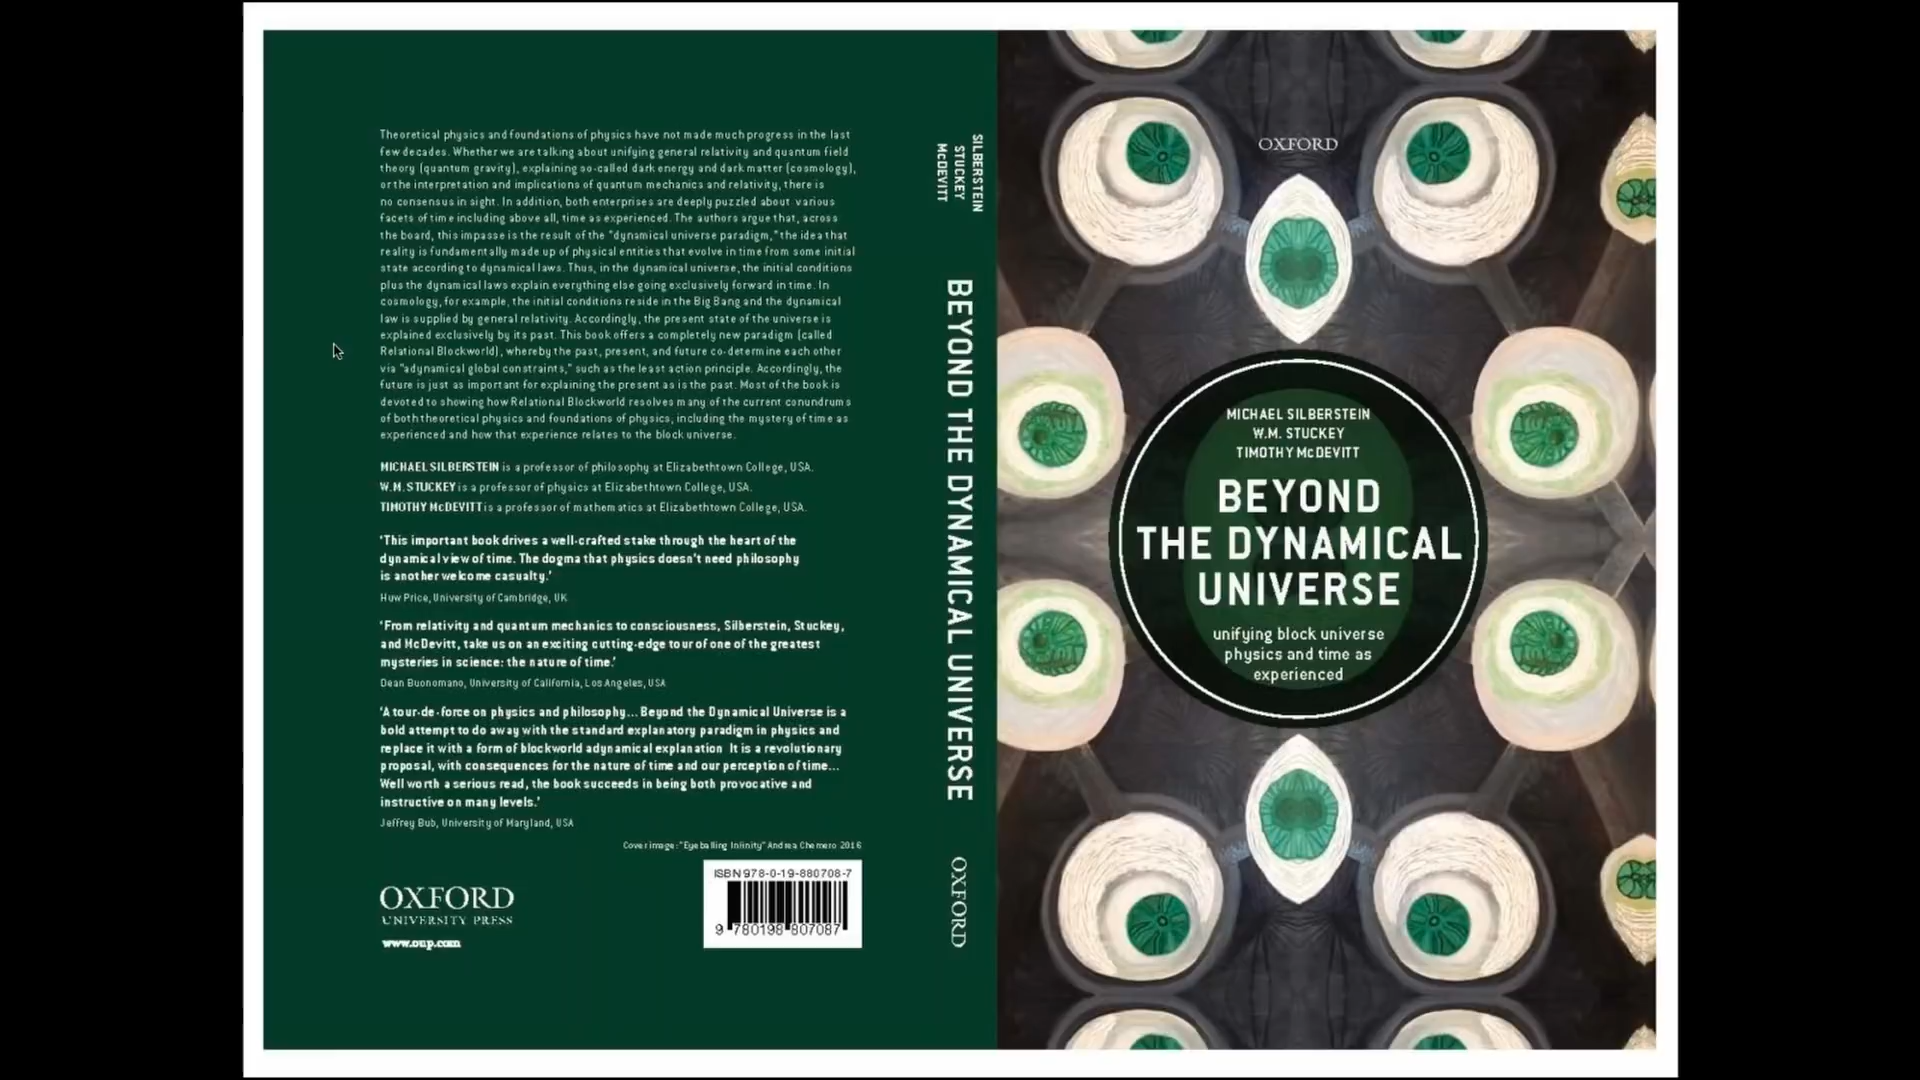 Theoretical physics and foundations of physics have not made much progress in the last
few decades. Whether we are talking about unifying general relativity and quantum field
theory (quantum gravity), explaining so-called dark energy and dark matter (cosmology),
or the interpretation and implications of quantum mechanics and relativity, there is
no consensus in sight. In addition, both enterprises are deeply puzzled about various
facets of time including above all, time as experienced. The authors argue that, across
the board, this impasse is the result of the "dynamical universe paradigm," the idea that
reality is fundamentally made up of physical entities that evolve in time from some initial
state according to dynamical laws. Thus, in the dynamical universe, the initial conditions
plus the dynamical laws explain everything else going exclusively forward in time. In
cosmology, for example, the initial conditions reside in the Big Bang and the dynamical
law is supplied by general relativity. Accordingly, the present state of the universe is
explained exclusively by its past. This book offers a completely new paradigm (called
Relational Blockworld), whereby the past, present, and future co-determine each other
via "adynamical global constraints," such as the least action principle. Accordingly, the
future is just as important for explaining the present as is the past. Most of the book is
devoted to showing how Relational Blockworld resolves many of the current conundrums
of both theoretical physics and foundations of physics, including the mystery of time as
experienced and how that experience relates to the block universe.
MICHAEL SILBERSTEIN is a professor of philosophy at Elizabethtown College, USA.
W.M. STUCKEY is a professor of physics at Elizabethtown College, USA.
TIMOTHY McDEVITT is a professor of mathematics at Elizabethtown College, USA.
'This important book drives a well-crafted stake through the heart of the
dynamical view of time. The dogma that physics doesn't need philosophy
is another welcome casualty.'
Huw Price, University of Cambridge, UK
'From relativity and quantum mechanics to consciousness, Silberstein, Stuckey,
and McDevitt, take us on an exciting cutting-edge tour of one of the greatest
mysteries in science: the nature of time.'
Dean Buonomano, University of California, Los Angeles, USA
'A tour-de-force on physics and philosophy... Beyond the Dynamical Universe is a
bold attempt to do away with the standard explanatory paradigm in physics and
replace it with a form of blockworld adynamical explanation It is a revolutionary
proposal, with consequences for the nature of time and our perception of time...
Well worth a serious read, the book succeeds in being both provocative and
instructive on many levels.'
Jeffrey Bub, University of Maryland, USA
Cover image: "Eyeballing Infinity" Andrea Chemero 2016
OXFORD
UNIVERSITY PRESS
www.oup.com
ISBN 978-0-19-880708-7
9 780198 807087
SILBERSTEIN
STUCKEY
McDEVITT
BEYOND THE DYNAMICAL UNIVERSE
OXFORD
OXFORD
MICHAEL SILBERSTEIN
W.M. STUCKEY
TIMOTHY McDEVITT
BEYOND
THE DYNAMICAL
UNIVERSE
unifying block universe
physics and time as
experienced